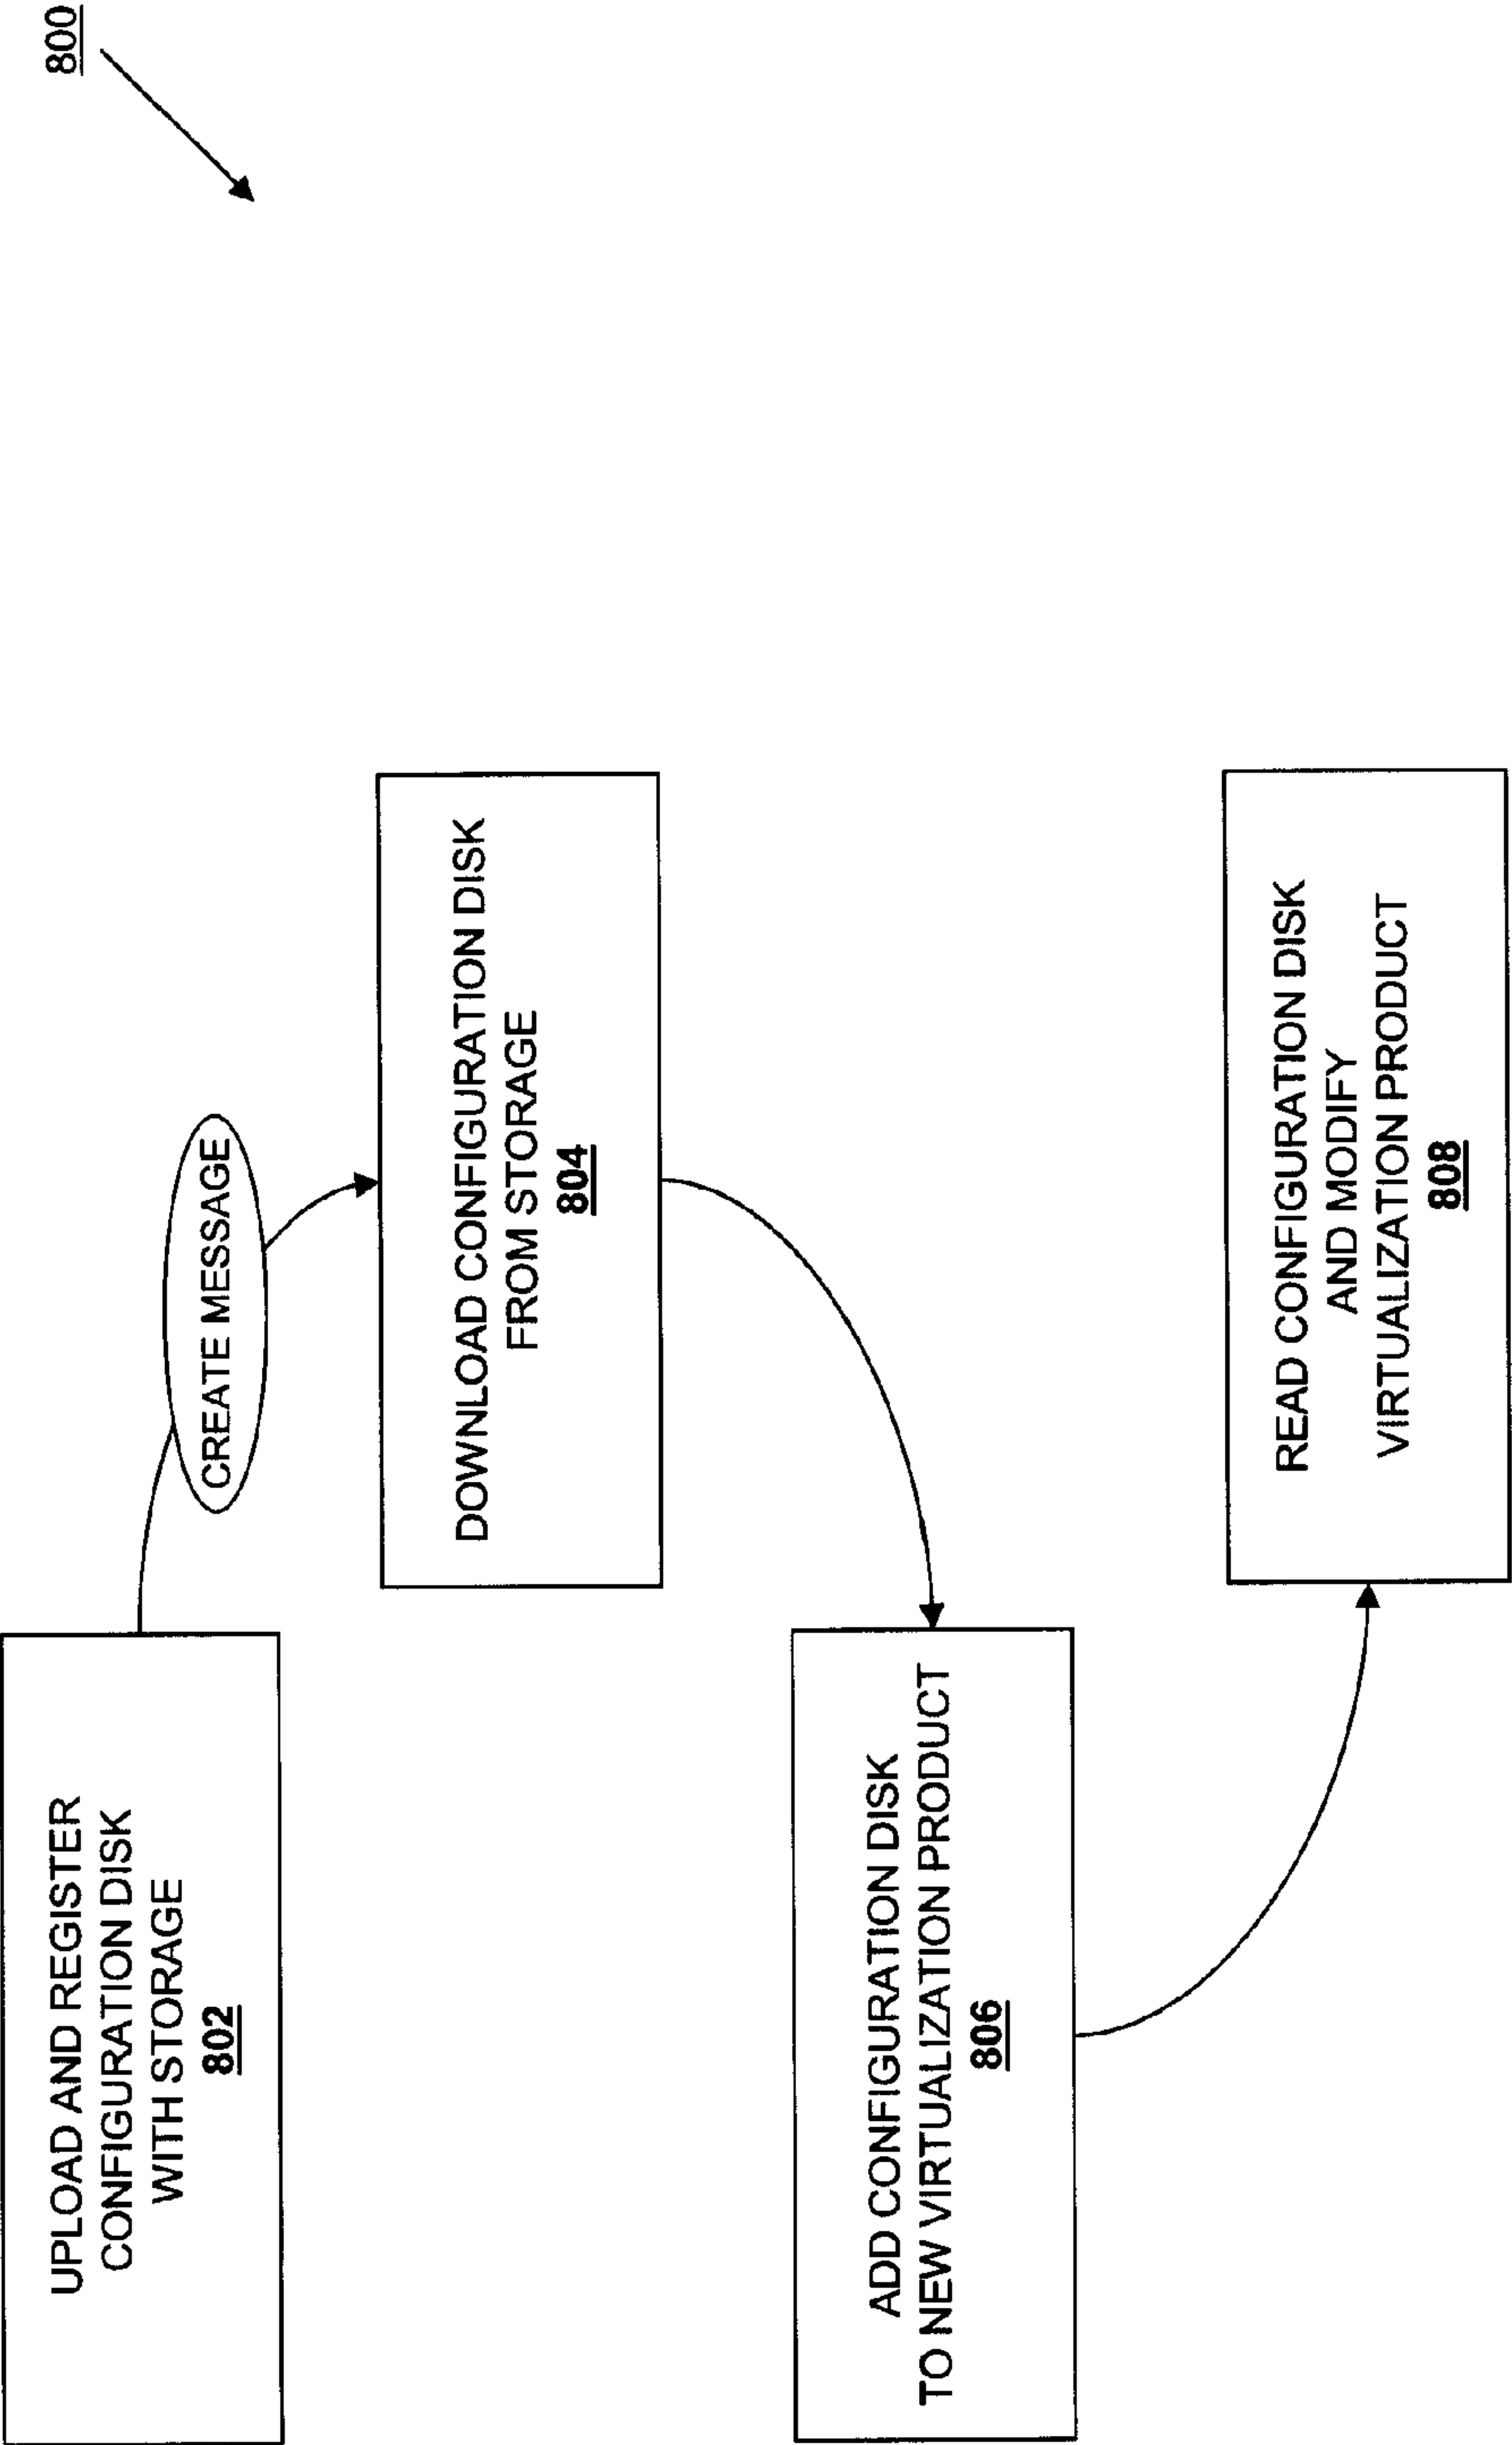 800
UPLOAD AND REGISTER
CONFIGURATION DISK
WITH STORAGE
802
CREATE MESSAGE
DOWNLOAD CONFIGURATION DISK
FROM STORAGE
804
ADD CONFIGURATION DISK
TO NEW VIRTUALIZATION PRODUCT
806
READ CONFIGURATION DISK
AND MODIFY
VIRTUALIZATION PRODUCT
808